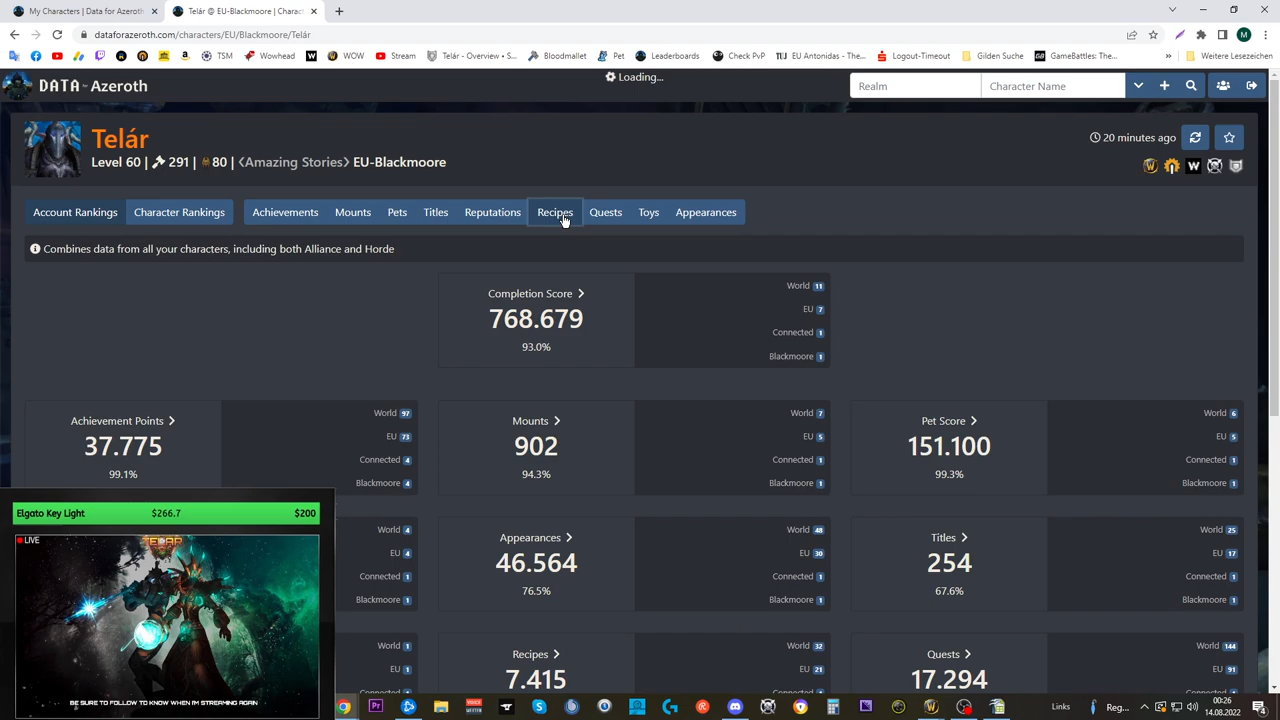 My Characters | Data for Azeroth
Telár @ EU-Blackmoore | Charact
dataforazeroth.com/characters/EU/Blackmoore/Telár
TSM
Wowhead
WOW
Stream
Telár - Overview • S...
Bloodmallet
Pet
Leaderboards
Check PvP
EU Antonidas - The...
Logout-Timeout
Gilden Suche
GameBattles: The...
Weitere Lesezeichen
DATA for Azeroth
Loading...
Realm
Character Name
Telár
Level 60 | 291 | 80 | <Amazing Stories> EU-Blackmoore
20 minutes ago
Account Rankings
Character Rankings
Achievements
Mounts
Pets
Titles
Reputations
Recipes
Quests
Toys
Appearances
Combines data from all your characters, including both Alliance and Horde
Completion Score
768.679
93.0%
World 11
EU 7
Connected 1
Blackmoore 1
Achievement Points
37.775
99.1%
World 97
EU 73
Connected 4
Blackmoore 4
Mounts
902
94.3%
World 7
EU 5
Connected 1
Blackmoore 1
Pet Score
151.100
99.3%
World 6
EU 5
Connected 1
Blackmoore 1
Elgato Key Light $266.7 $200
LIVE
TELAR
BE SURE TO FOLLOW TO KNOW WHEN I'M STREAMING AGAIN
World 4
EU 4
Connected 1
Blackmoore 1
Appearances
46.564
76.5%
World 48
EU 30
Connected 1
Blackmoore 1
Titles
254
67.6%
World 25
EU 17
Connected 1
Blackmoore 1
World 1
EU 1
Connected
Recipes
7.415
World 32
EU 21
Connected
Quests
17.294
World 144
EU 91
Connected
Links
Reg...
00:26
14.08.2022